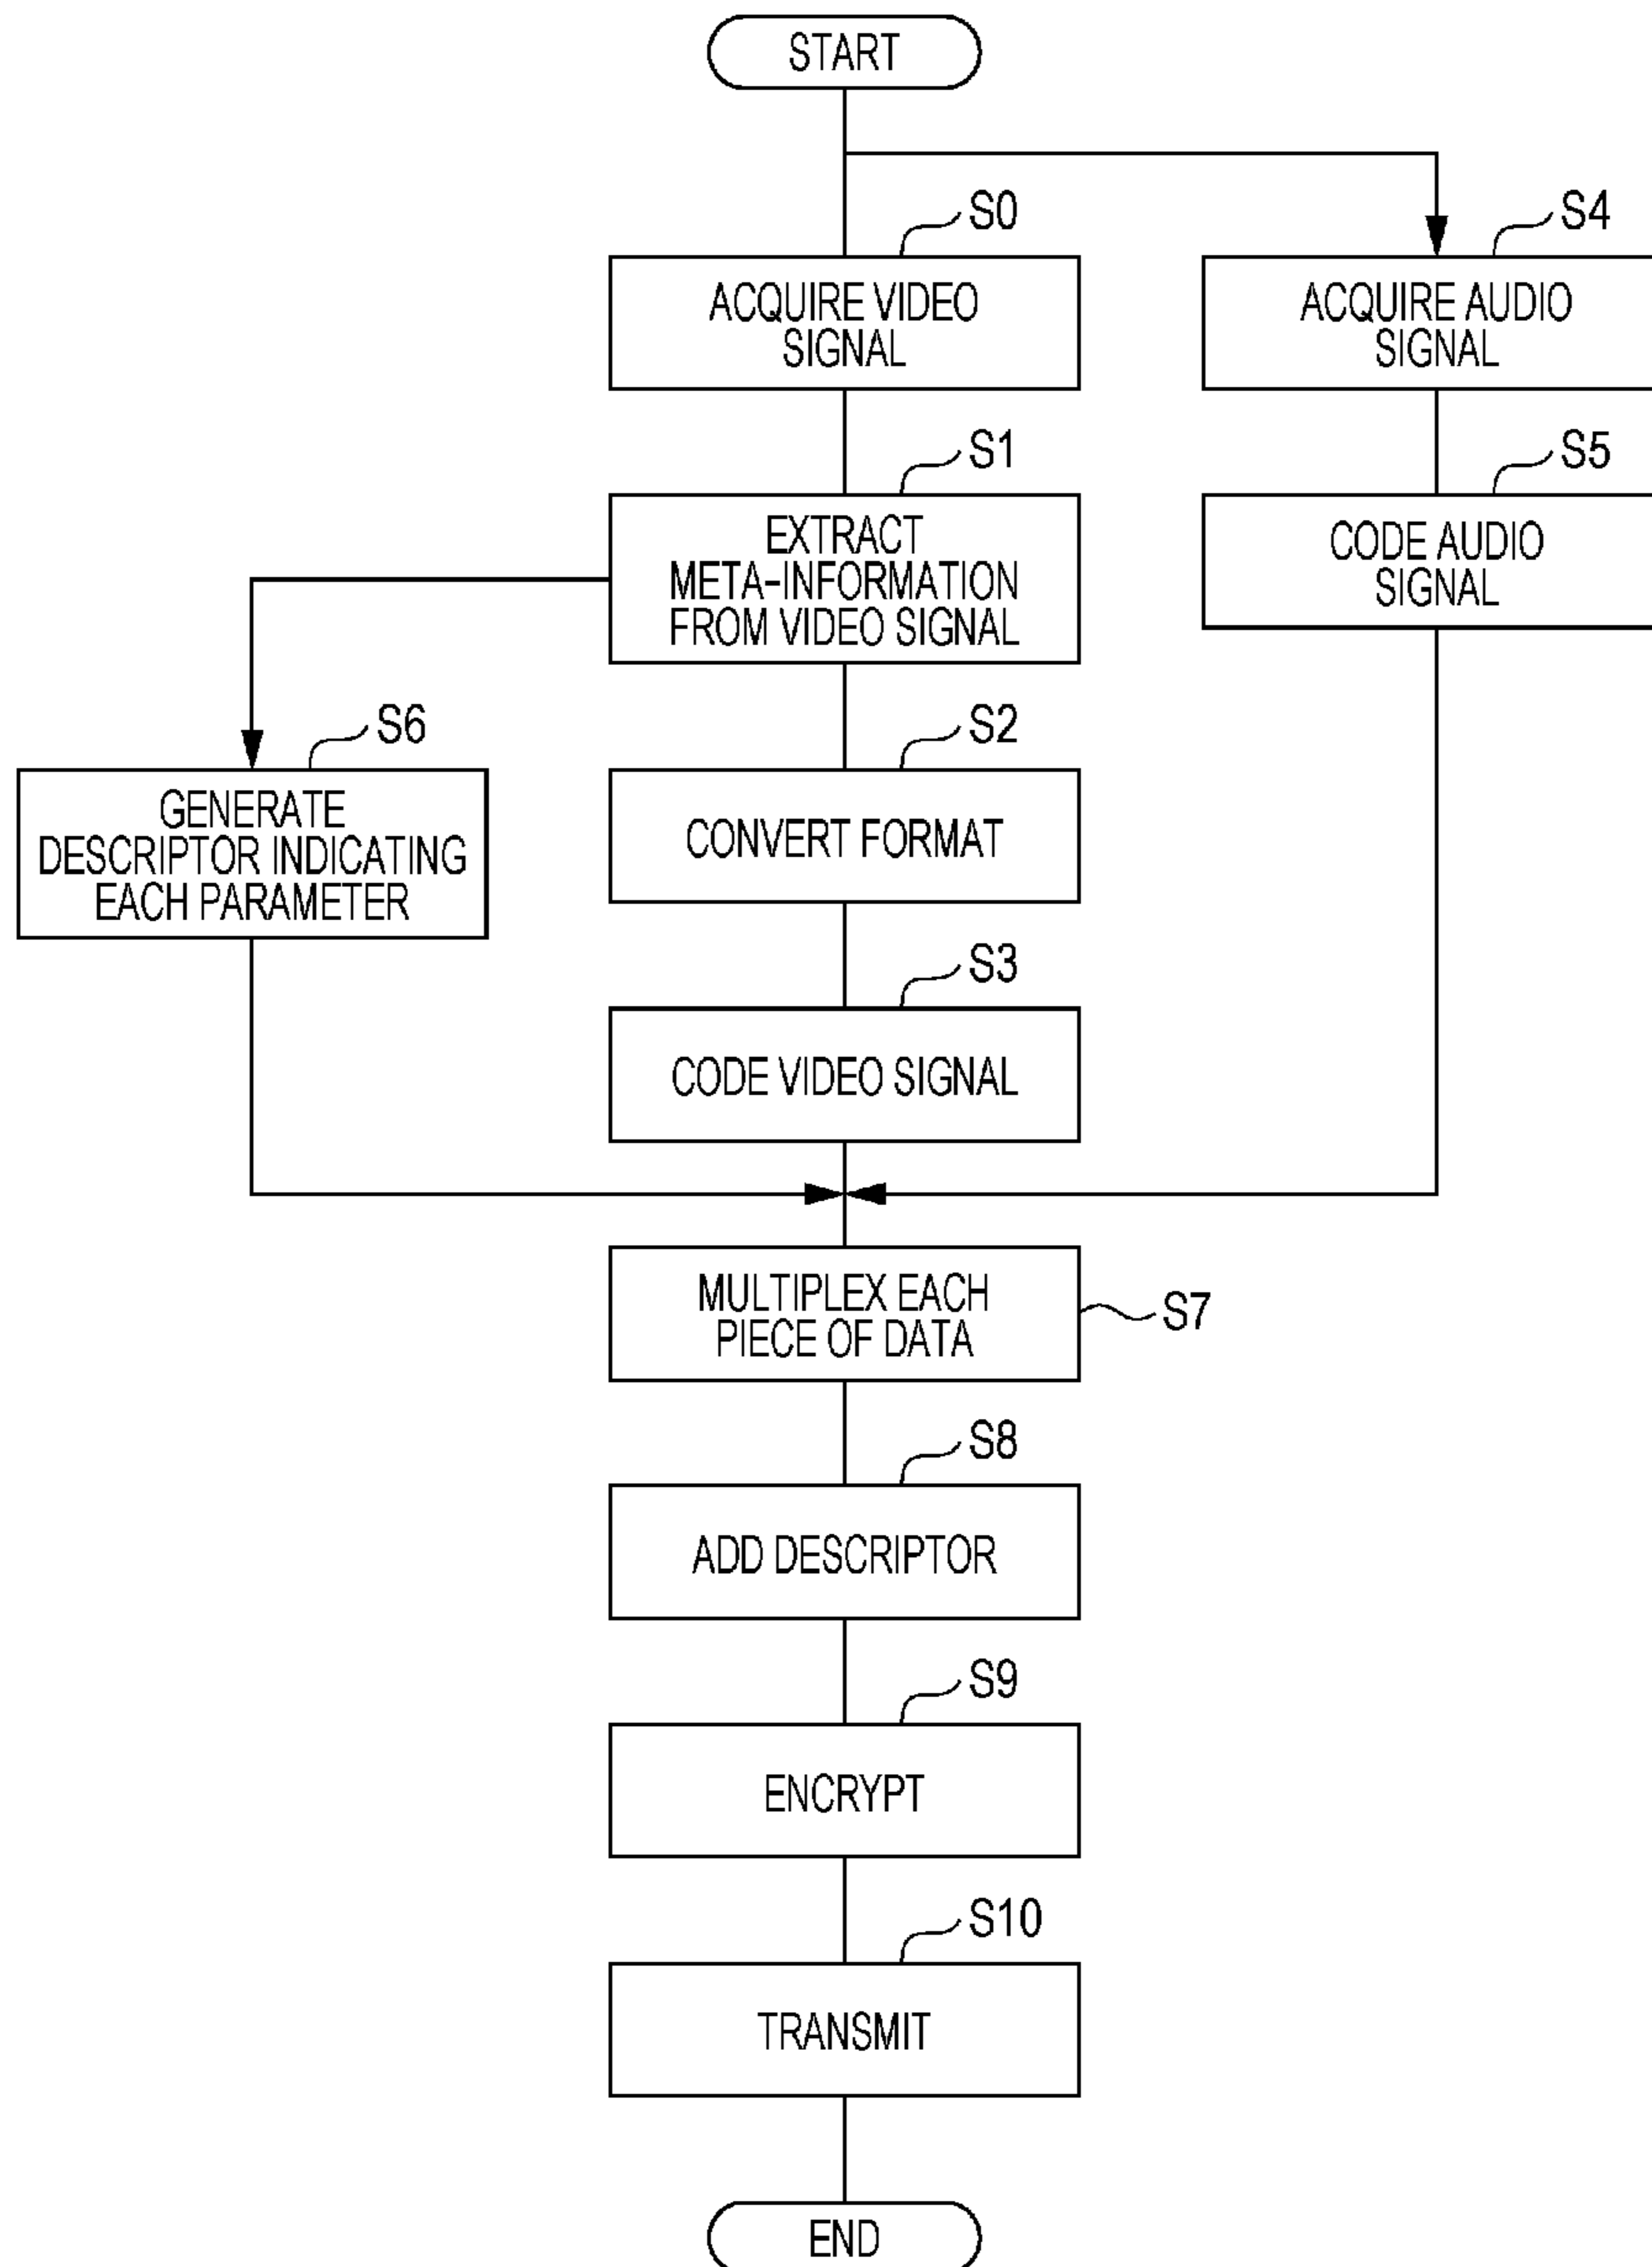 START
S0
ACQUIRE VIDEO
SIGNAL
S4
ACQUIRE AUDIO
SIGNAL
S1
EXTRACT
META-INFORMATION
FROM VIDEO SIGNAL
S5
CODE AUDIO
SIGNAL
S6
GENERATE
DESCRIPTOR INDICATING
EACH PARAMETER
S2
CONVERT FORMAT
S3
CODE VIDEO SIGNAL
MULTIPLEX EACH
PIECE OF DATA
S7
S8
ADD DESCRIPTOR
S9
ENCRYPT
S10
TRANSMIT
END